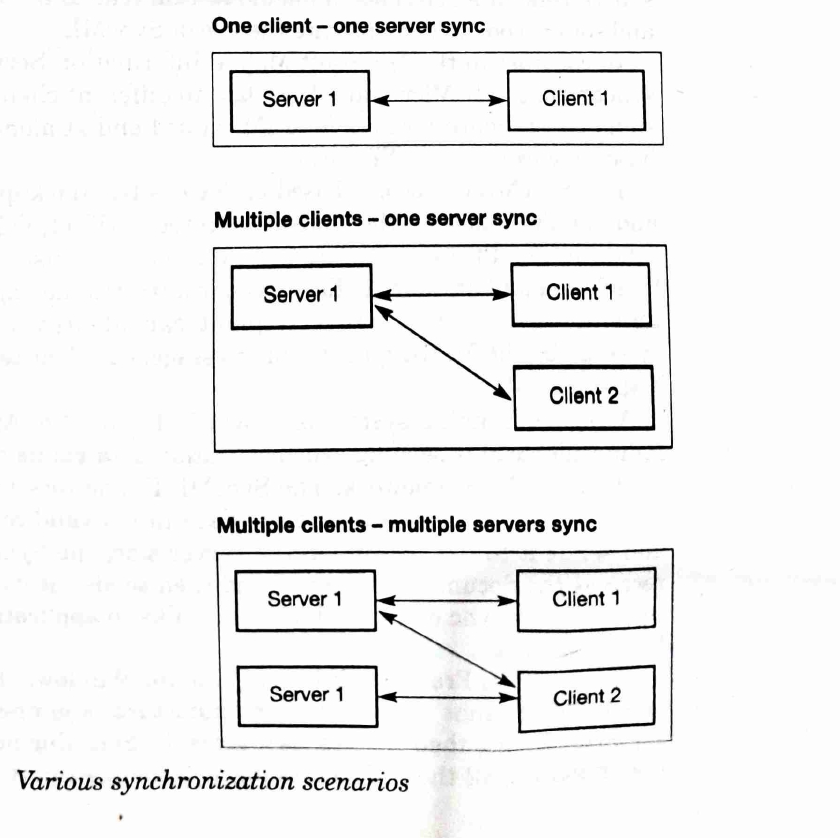 One client – one server sync
Server 1
Client 1
Multiple clients – one server sync
Server 1
Client 1
Client 2
Multiple clients – multiple servers sync
Server 1
Client 1
Server 1
Client 2
Various synchronization scenarios